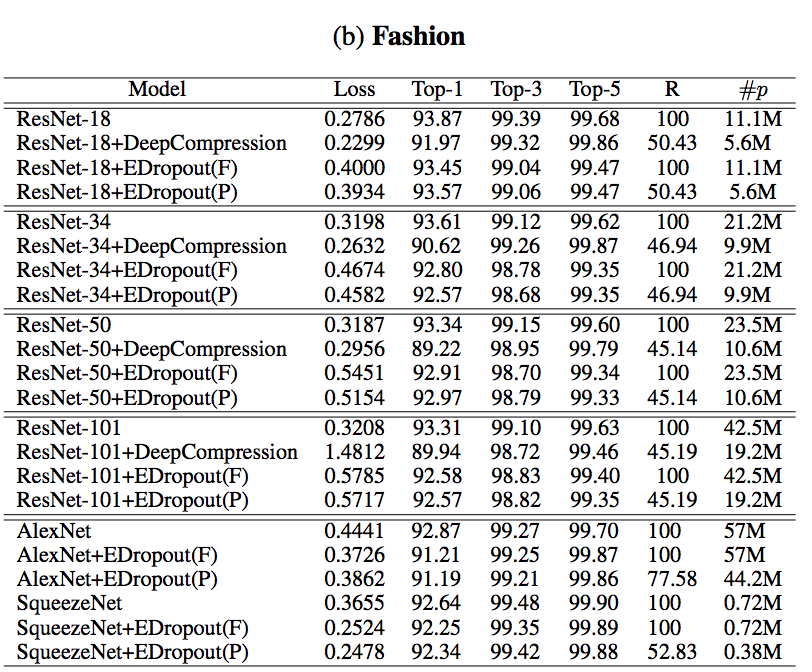 (b) Fashion
Model Loss Top-1 Top-3 Top-5 R #p
ResNet-18 0.2786 93.87 99.39 99.68 100 11.1M
ResNet-18+DeepCompression 0.2299 91.97 99.32 99.86 50.43 5.6M
ResNet-18+EDropout(F) 0.4000 93.45 99.04 99.47 100 11.1M
ResNet-18+EDropout(P) 0.3934 93.57 99.06 99.47 50.43 5.6M
ResNet-34 0.3198 93.61 99.12 99.62 100 21.2M
ResNet-34+DeepCompression 0.2632 90.62 99.26 99.87 46.94 9.9M
ResNet-34+EDropout(F) 0.4674 92.80 98.78 99.35 100 21.2M
ResNet-34+EDropout(P) 0.4582 92.57 98.68 99.35 46.94 9.9M
ResNet-50 0.3187 93.34 99.15 99.60 100 23.5M
ResNet-50+DeepCompression 0.2956 89.22 98.95 99.79 45.14 10.6M
ResNet-50+EDropout(F) 0.5451 92.91 98.70 99.34 100 23.5M
ResNet-50+EDropout(P) 0.5154 92.97 98.79 99.33 45.14 10.6M
ResNet-101 0.3208 93.31 99.10 99.63 100 42.5M
ResNet-101+DeepCompression 1.4812 89.94 98.72 99.46 45.19 19.2M
ResNet-101+EDropout(F) 0.5785 92.58 98.83 99.40 100 42.5M
ResNet-101+EDropout(P) 0.5717 92.57 98.82 99.35 45.19 19.2M
AlexNet 0.4441 92.87 99.27 99.70 100 57M
AlexNet+EDropout(F) 0.3726 91.21 99.25 99.87 100 57M
AlexNet+EDropout(P) 0.3862 91.19 99.21 99.86 77.58 44.2M
SqueezeNet 0.3655 92.64 99.48 99.90 100 0.72M
SqueezeNet+EDropout(F) 0.2524 92.25 99.35 99.89 100 0.72M
SqueezeNet+EDropout(P) 0.2478 92.34 99.42 99.88 52.83 0.38M